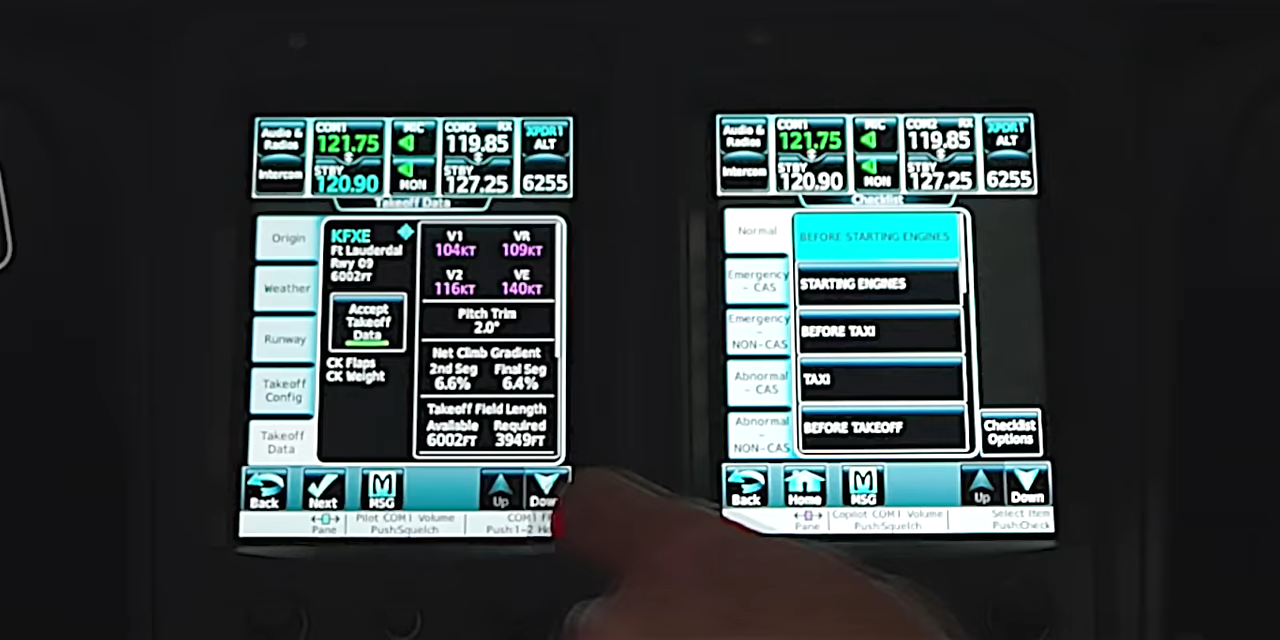 Audio & Radios
Intercom
COM1
121.75
STBY
120.90
MIC
MON
COM2 RX
119.85
STBY
127.25
XPDR1
ALT
6255
Takeoff Data
Origin
Weather
Runway
Takeoff
Config
Takeoff
Data
KFXE
Ft Lauderdal
Rwy 09
6002FT
Accept
Takeoff
Data
CK Flaps
CK Weight
V1 VR
104KT 109KT
V2 VE
116KT 140KT
Pitch Trim
2.0°
Net Climb Gradient
2nd Seg Final Seg
6.6% 6.4%
Takeoff Field Length
Available Required
6002FT 3949FT
Back
Next
MSG
Up
Dow
Pane
Pilot COM1 Volume
Push:Squelch
COM1 F
Push:1-2 H
Audio &
Radios
Intercom
COM1
121.75
STBY
120.90
MIC
MON
COM2 RX
119.85
STBY
127.25
XPDR1
ALT
6255
Checklist
Normal
Emergency
- CAS
Emergency
-
NON-CAS
Abnormal
- CAS
Abnormal
-
NON-CAS
BEFORE STARTING ENGINES
STARTING ENGINES
BEFORE TAXI
TAXI
BEFORE TAKEOFF
Checklist
Options
Back
Home
MSG
Up
Down
Pane
Copilot COM1 Volume
Push:Squelch
Select Item
Push:Check